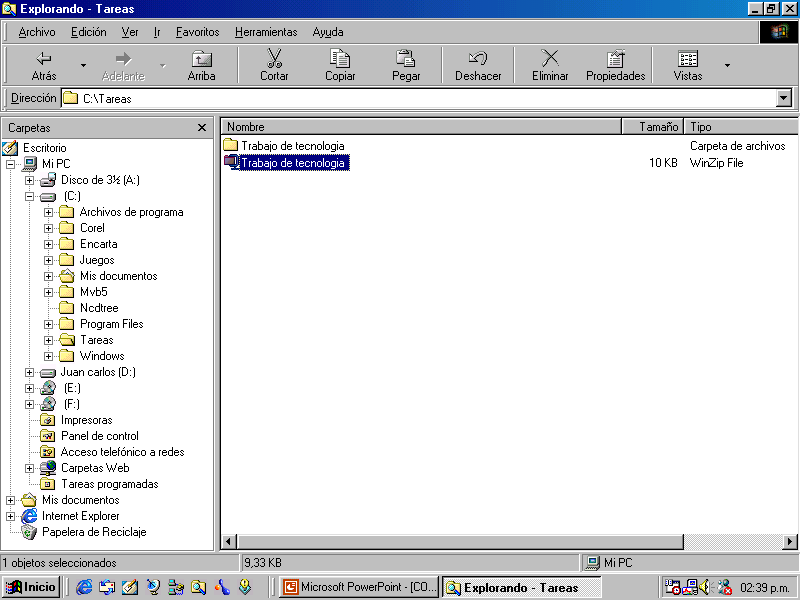 Explorando - Tareas
Archivo Edición Ver Ir Favoritos Herramientas Ayuda
Atrás Adelante Arriba Cortar Copiar Pegar Deshacer Eliminar Propiedades Vistas
Dirección C:\Tareas
Carpetas
Nombre Tamaño Tipo
Escritorio
Mi PC
Disco de 3½ (A:)
(C:)
Archivos de programa
Corel
Encarta
Juegos
Mis documentos
Mvb5
Ncdtree
Program Files
Tareas
Windows
Juan carlos (D:)
(E:)
(F:)
Impresoras
Panel de control
Acceso telefónico a redes
Carpetas Web
Tareas programadas
Mis documentos
Internet Explorer
Papelera de Reciclaje
Trabajo de tecnologia Carpeta de archivos
Trabajo de tecnologia 10 KB WinZip File
1 objetos seleccionados 9,33 KB Mi PC
Inicio Microsoft PowerPoint - [CO... Explorando - Tareas 02:39 p.m.